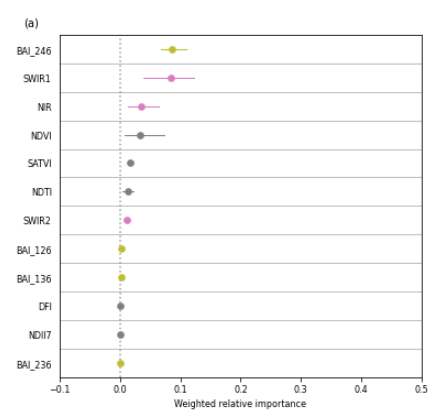 (a)
BAI_246
SWIR1
NIR
NDVI
SATVI
NDTI
SWIR2
BAI_126
BAI_136
DFI
NDII7
BAI_236
−0.1 0.0 0.1 0.2 0.3 0.4 0.5
Weighted relative importance